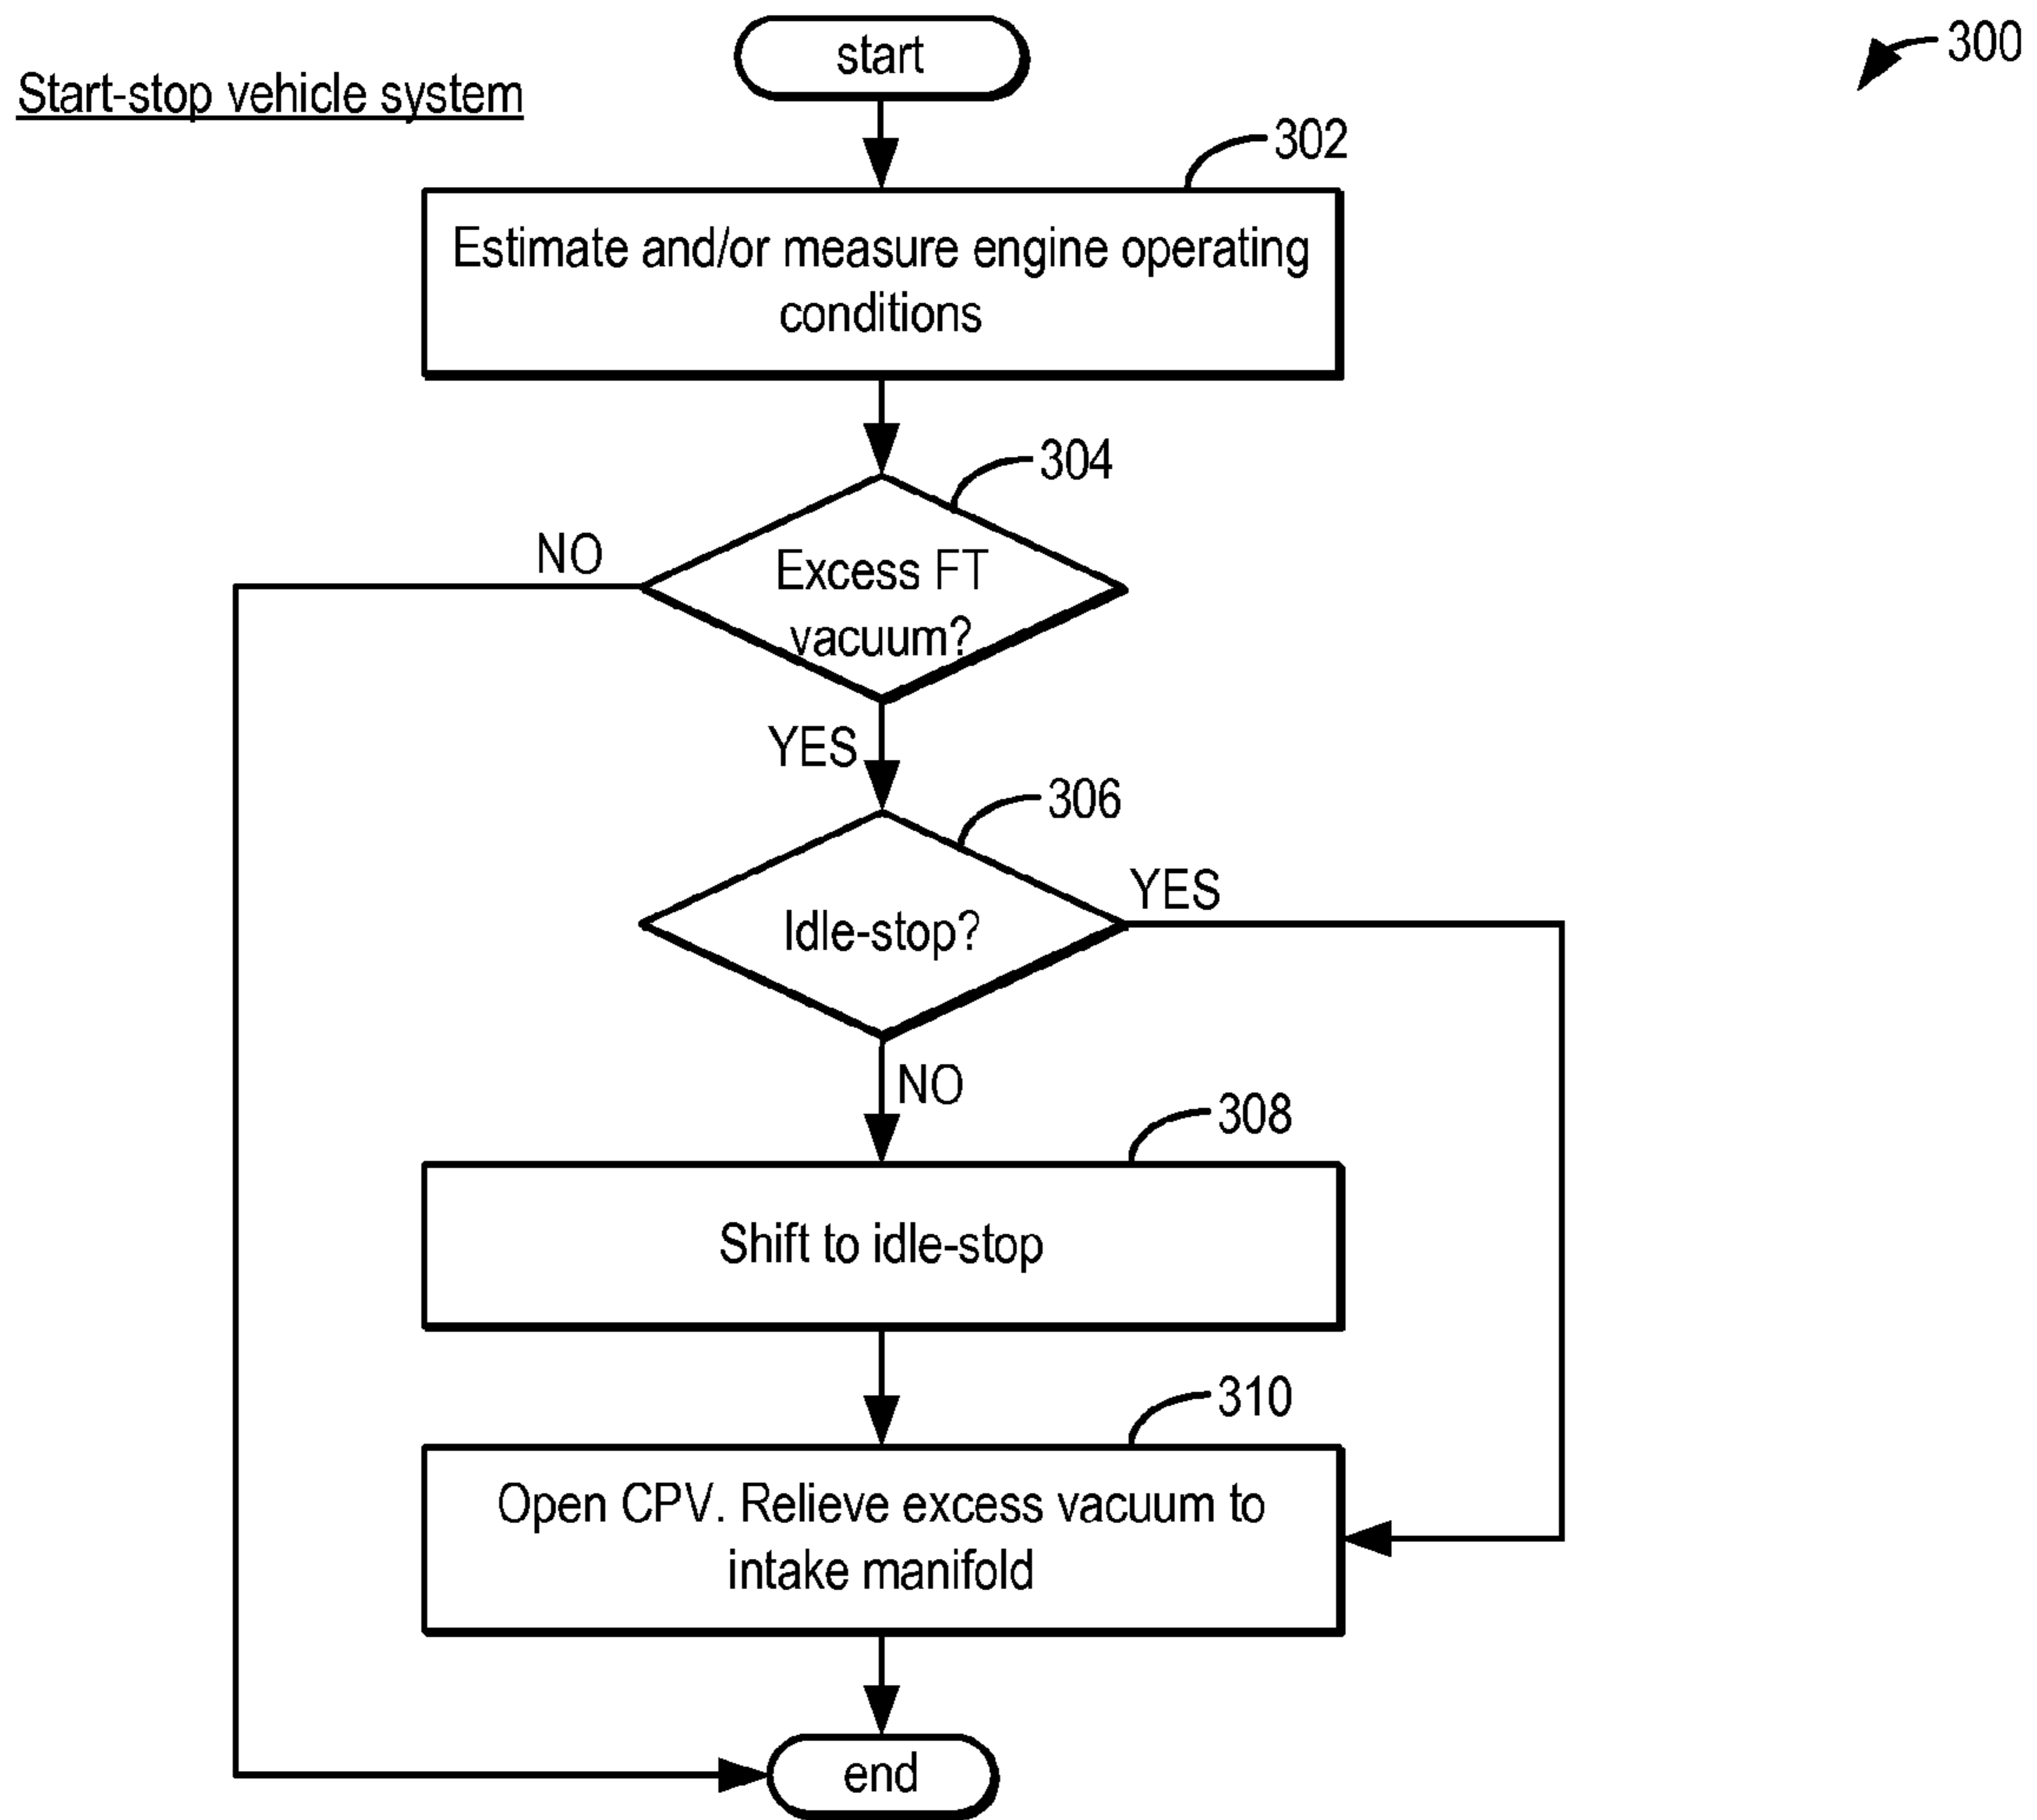 start
300
Start-stop vehicle system
302
Estimate and/or measure engine operating
conditions
304
NO
Excess FT
vacuum?
YES
306
YES
Idle-stop?
NO
308
Shift to idle-stop
310
Open CPV. Relieve excess vacuum to
intake manifold
end